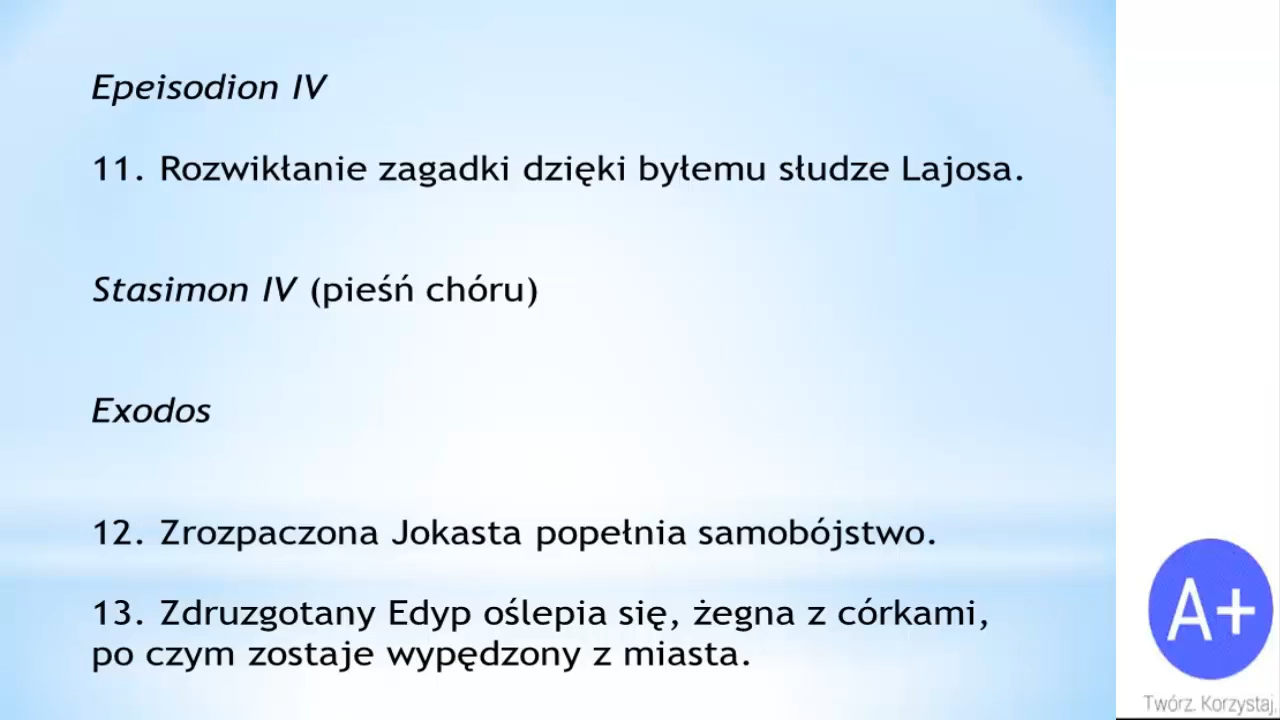 Epeisodion IV
11. Rozwikłanie zagadki dzięki byłemu słudze Lajosa.
Stasimon IV (pieśń chóru)
Exodos
12. Zrozpaczona Jokasta popełnia samobójstwo.
13. Zdruzgotany Edyp oślepia się, żegna z córkami,
po czym zostaje wypędzony z miasta.
A+
Twórz. Korzystaj.